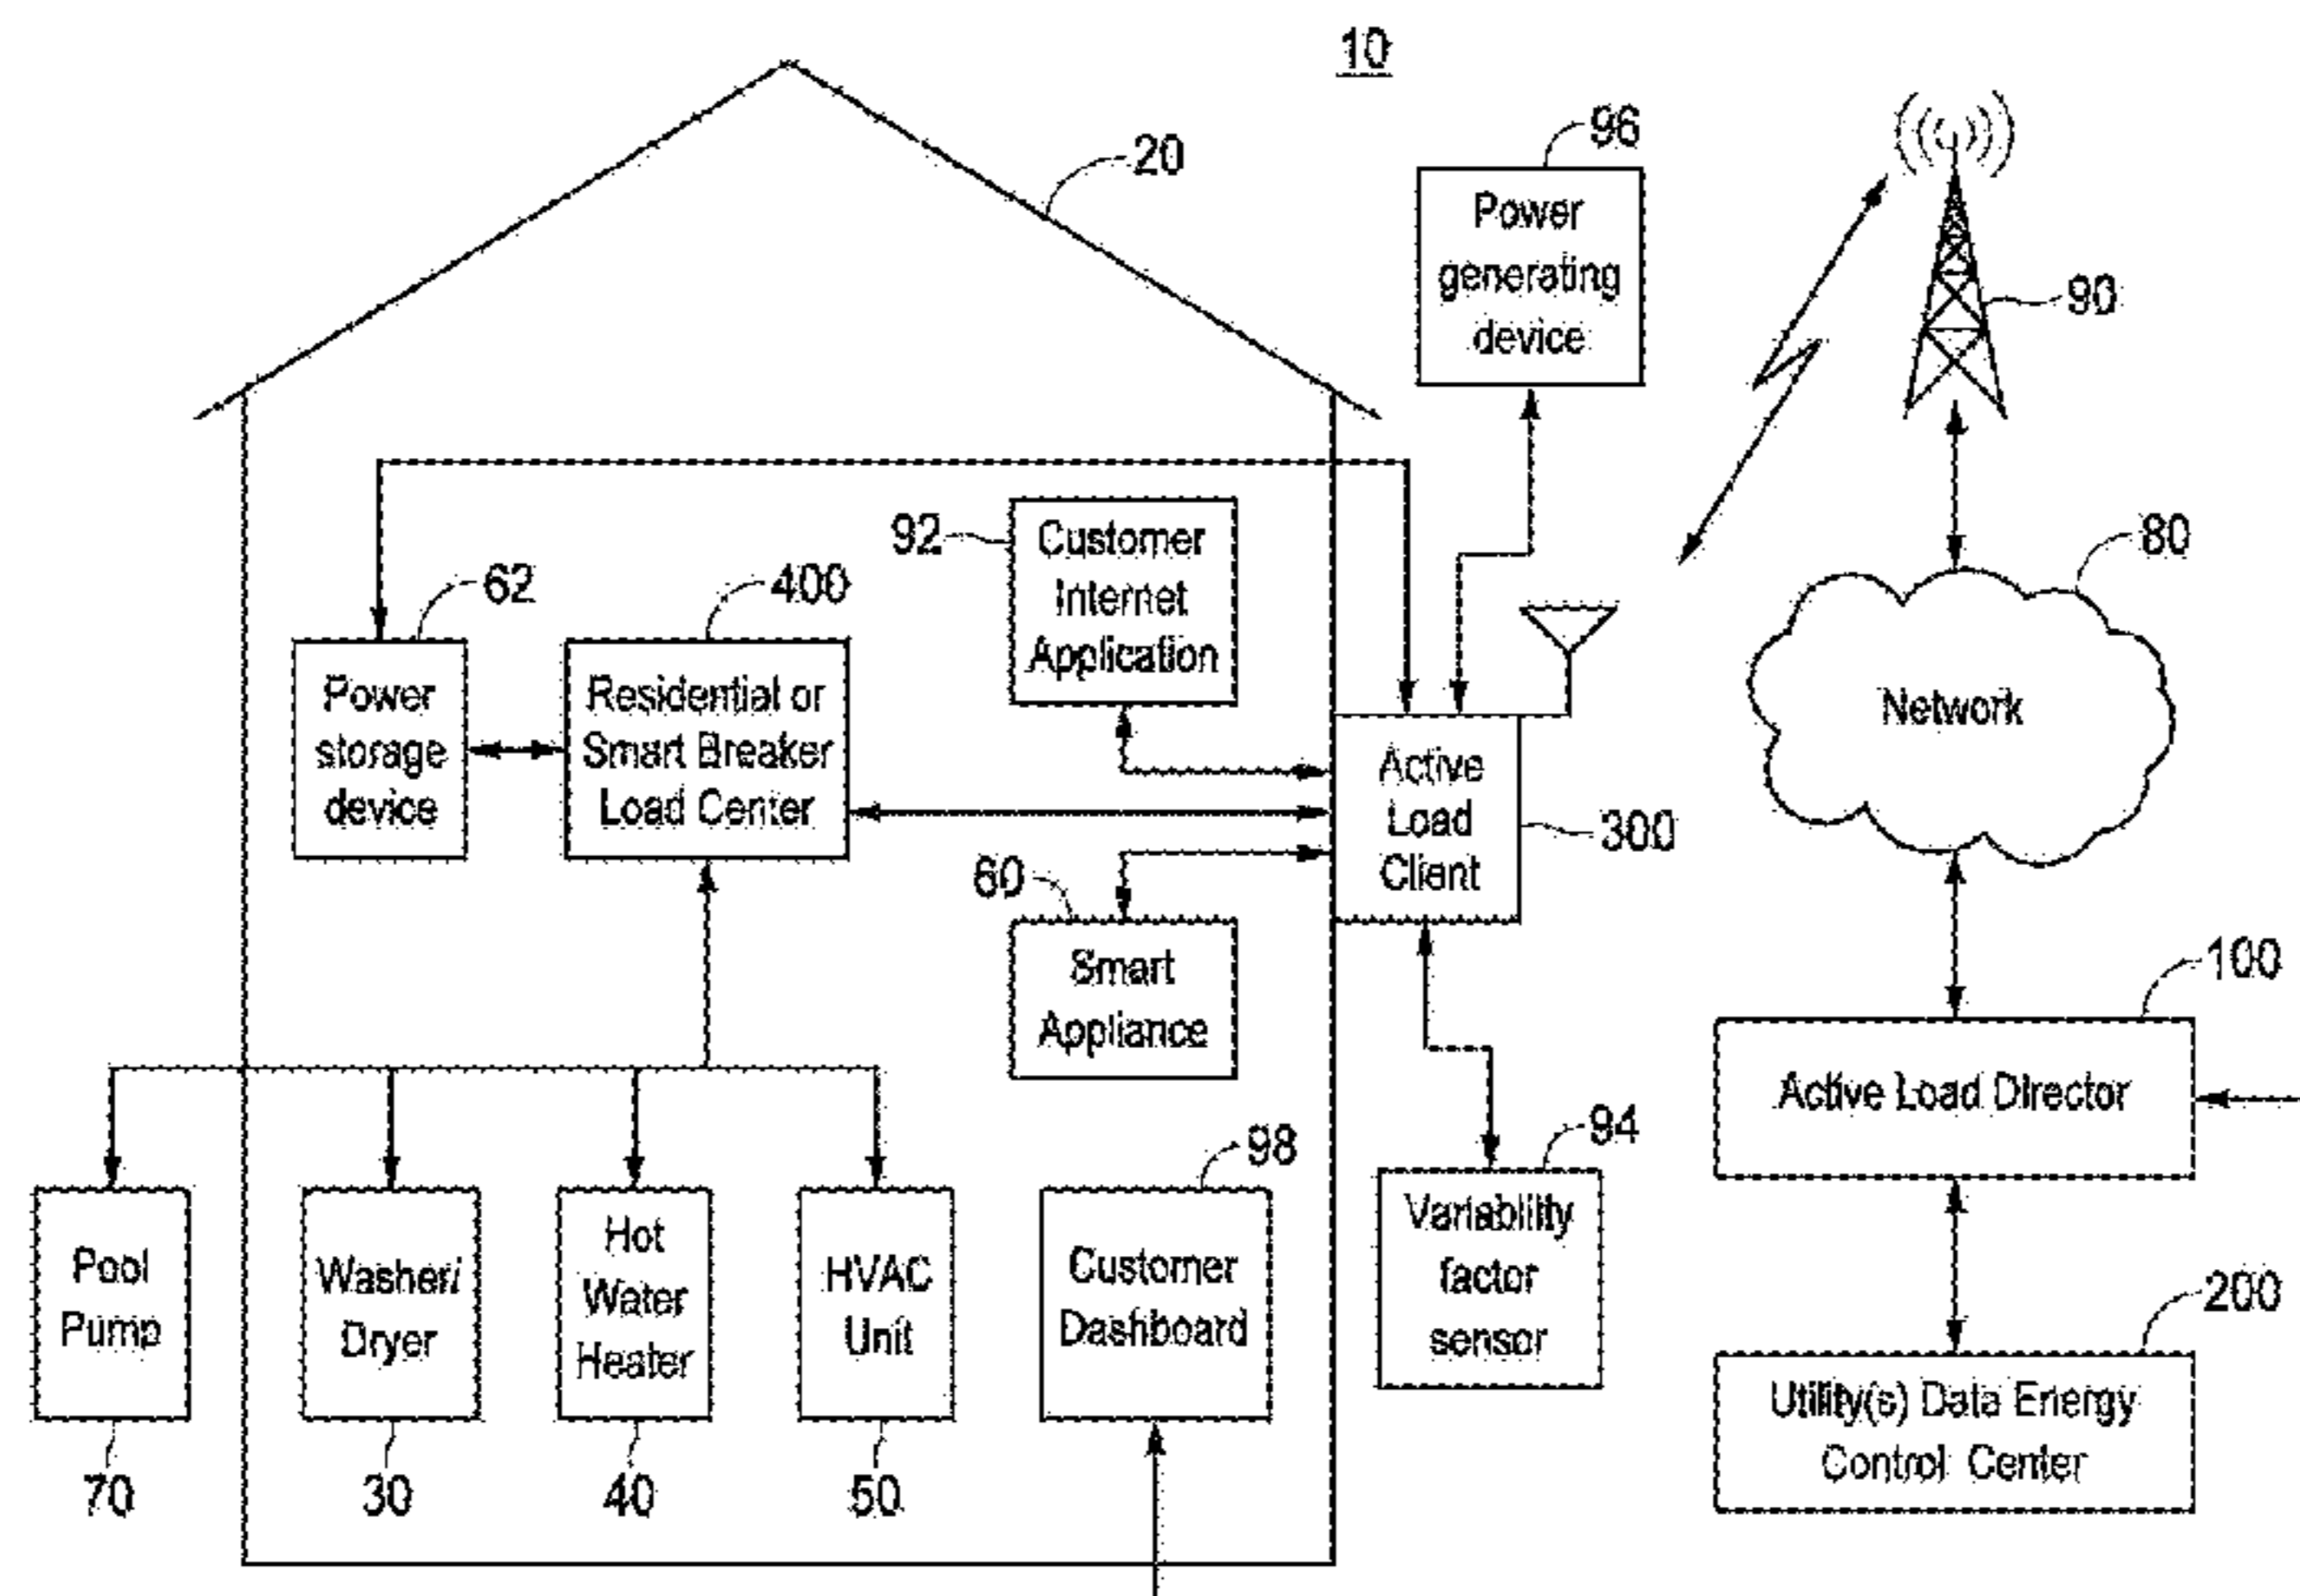 10
20
96
Power
generating
device
90
92
Customer
Internet
Application
62
400
80
Power
storage
device
Residential or
Smart Breaker
Load Center
Network
Active
Load
Client
300
60
Smart
Appliance
100
Active Load Director
98
94
Pool
Pump
Washer/
Dryer
Hot
Water
Heater
HVAC
Unit
Customer
Dashboard
Variability
factor
sensor
200
Utility(s) Data Energy
Control Center
70
30
40
50